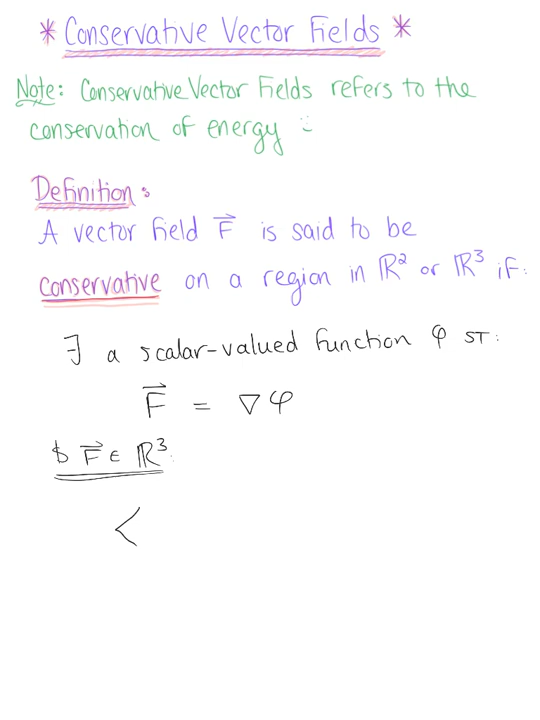 * Conservative Vector Fields *
Note: Conservative Vector Fields refers to the
conservation of energy :
Definition:
A vector field F⃗ is said to be
conservative on a region in ℝ² or ℝ³ if:
∃ a scalar-valued function φ ST:
F⃗ = ∇φ
$ F⃗ ∈ ℝ³:
<